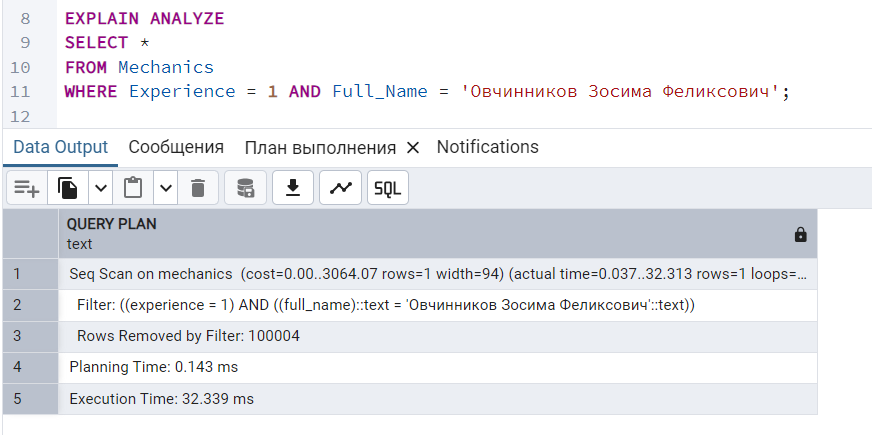 8 EXPLAIN ANALYZE
9 SELECT *
10 FROM Mechanics
11 WHERE Experience = 1 AND Full_Name = 'Овчинников Зосима Феликсович';
12
Data Output Сообщения План выполнения Notifications
SQL
QUERY PLAN
text
1 Seq Scan on mechanics (cost=0.00..3064.07 rows=1 width=94) (actual time=0.037..32.313 rows=1 loops=...
2 Filter: ((experience = 1) AND ((full_name)::text = 'Овчинников Зосима Феликсович'::text))
3 Rows Removed by Filter: 100004
4 Planning Time: 0.143 ms
5 Execution Time: 32.339 ms